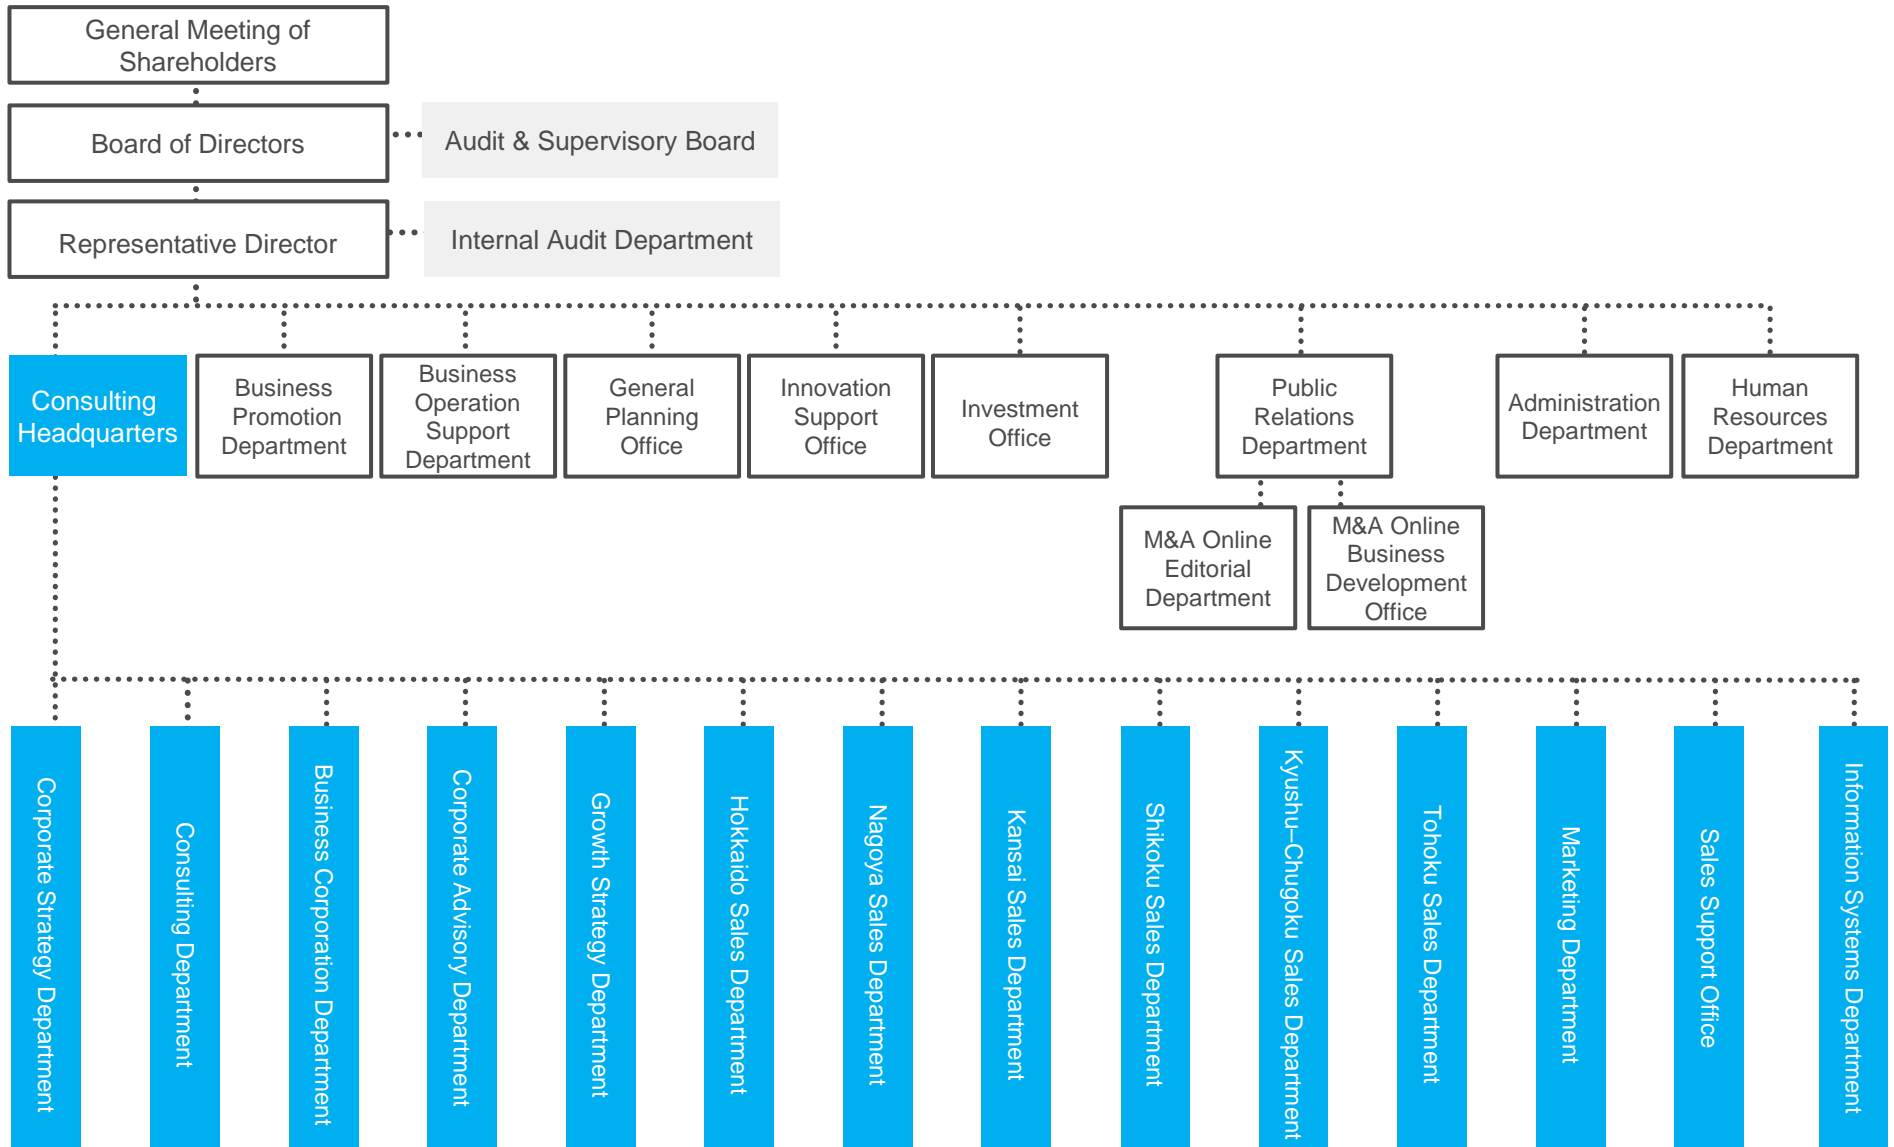 General Meeting of
Shareholders
Board of Directors
Audit & Supervisory Board
Representative Director
Internal Audit Department
Consulting
Headquarters
Business
Promotion
Department
Business
Operation
Support
Department
General
Planning
Office
Innovation
Support
Office
Investment
Office
Public
Relations
Department
Administration
Department
Human
Resources
Department
M&A Online
Editorial
Department
M&A Online
Business
Development
Office
Corporate Strategy Department
Consulting Department
Business Corporation Department
Corporate Advisory Department
Growth Strategy Department
Hokkaido Sales Department
Nagoya Sales Department
Kansai Sales Department
Shikoku Sales Department
Kyushu–Chugoku Sales Department
Tohoku Sales Department
Marketing Department
Sales Support Office
Information Systems Department